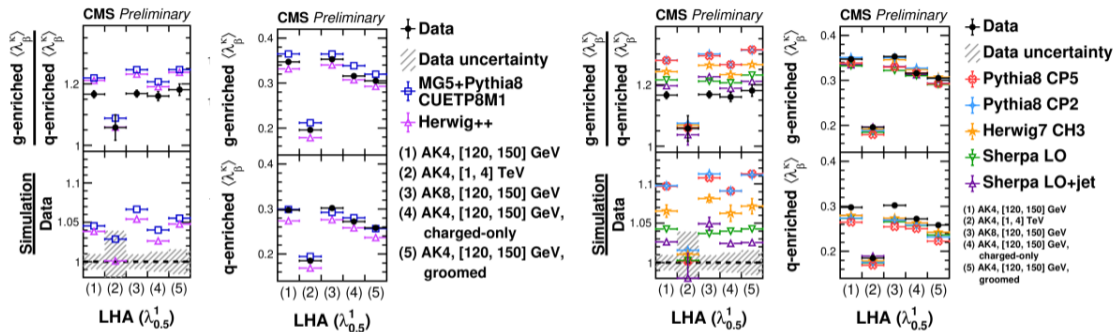 CMS Preliminary
g-enriched ⟨λ_β^κ⟩
q-enriched ⟨λ_β^κ⟩
1.2
1
Simulation
Data
1.1
1.05
1
(1) (2) (3) (4) (5)
LHA (λ^1_0.5)
CMS Preliminary
g-enriched ⟨λ_β^κ⟩
0.4
0.3
0.2
q-enriched ⟨λ_β^κ⟩
0.4
0.3
0.2
(1) (2) (3) (4) (5)
LHA (λ^1_0.5)
Data
Data uncertainty
MG5+Pythia8
CUETP8M1
Herwig++
(1) AK4, [120, 150] GeV
(2) AK4, [1, 4] TeV
(3) AK8, [120, 150] GeV
(4) AK4, [120, 150] GeV,
charged-only
(5) AK4, [120, 150] GeV,
groomed
CMS Preliminary
g-enriched ⟨λ_β^κ⟩
q-enriched ⟨λ_β^κ⟩
1.2
1
Simulation
Data
1.1
1.05
1
(1) (2) (3) (4) (5)
LHA (λ^1_0.5)
CMS Preliminary
g-enriched ⟨λ_β^κ⟩
0.4
0.3
0.2
q-enriched ⟨λ_β^κ⟩
0.4
0.3
0.2
(1) (2) (3) (4) (5)
LHA (λ^1_0.5)
Data
Data uncertainty
Pythia8 CP5
Pythia8 CP2
Herwig7 CH3
Sherpa LO
Sherpa LO+jet
(1) AK4, [120, 150] GeV
(2) AK4, [1, 4] TeV
(3) AK8, [120, 150] GeV
(4) AK4, [120, 150] GeV,
charged-only
(5) AK4, [120, 150] GeV,
groomed